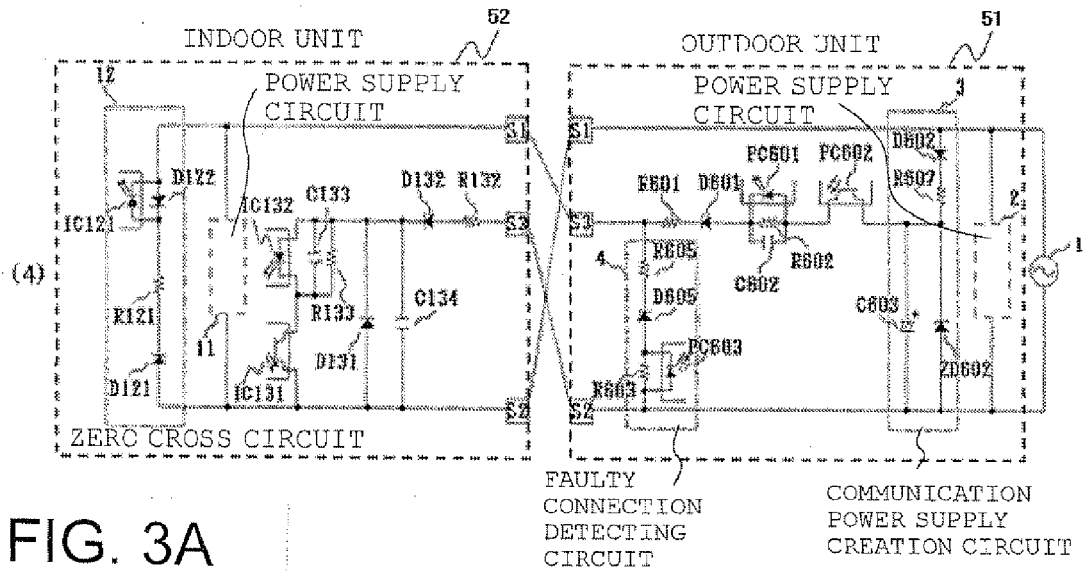 INDOOR UNIT
52
OUTDOOR UNIT
51
12
POWER SUPPLY
CIRCUIT
POWER SUPPLY
CIRCUIT
3
S1
S1
D602
PC601
PC602
D122
C133
IC132
D132
R132
R601
D601
R607
2
IC121
S3
S3
1
(4)
4
R605
R602
C602
R121
R133
C134
D605
C603
+
11
D131
PC603
D121
IC131
R603
ZD602
S2
S2
ZERO CROSS CIRCUIT
FAULTY
CONNECTION
DETECTING
CIRCUIT
COMMUNICATION
POWER SUPPLY
CREATION CIRCUIT
FIG. 3A